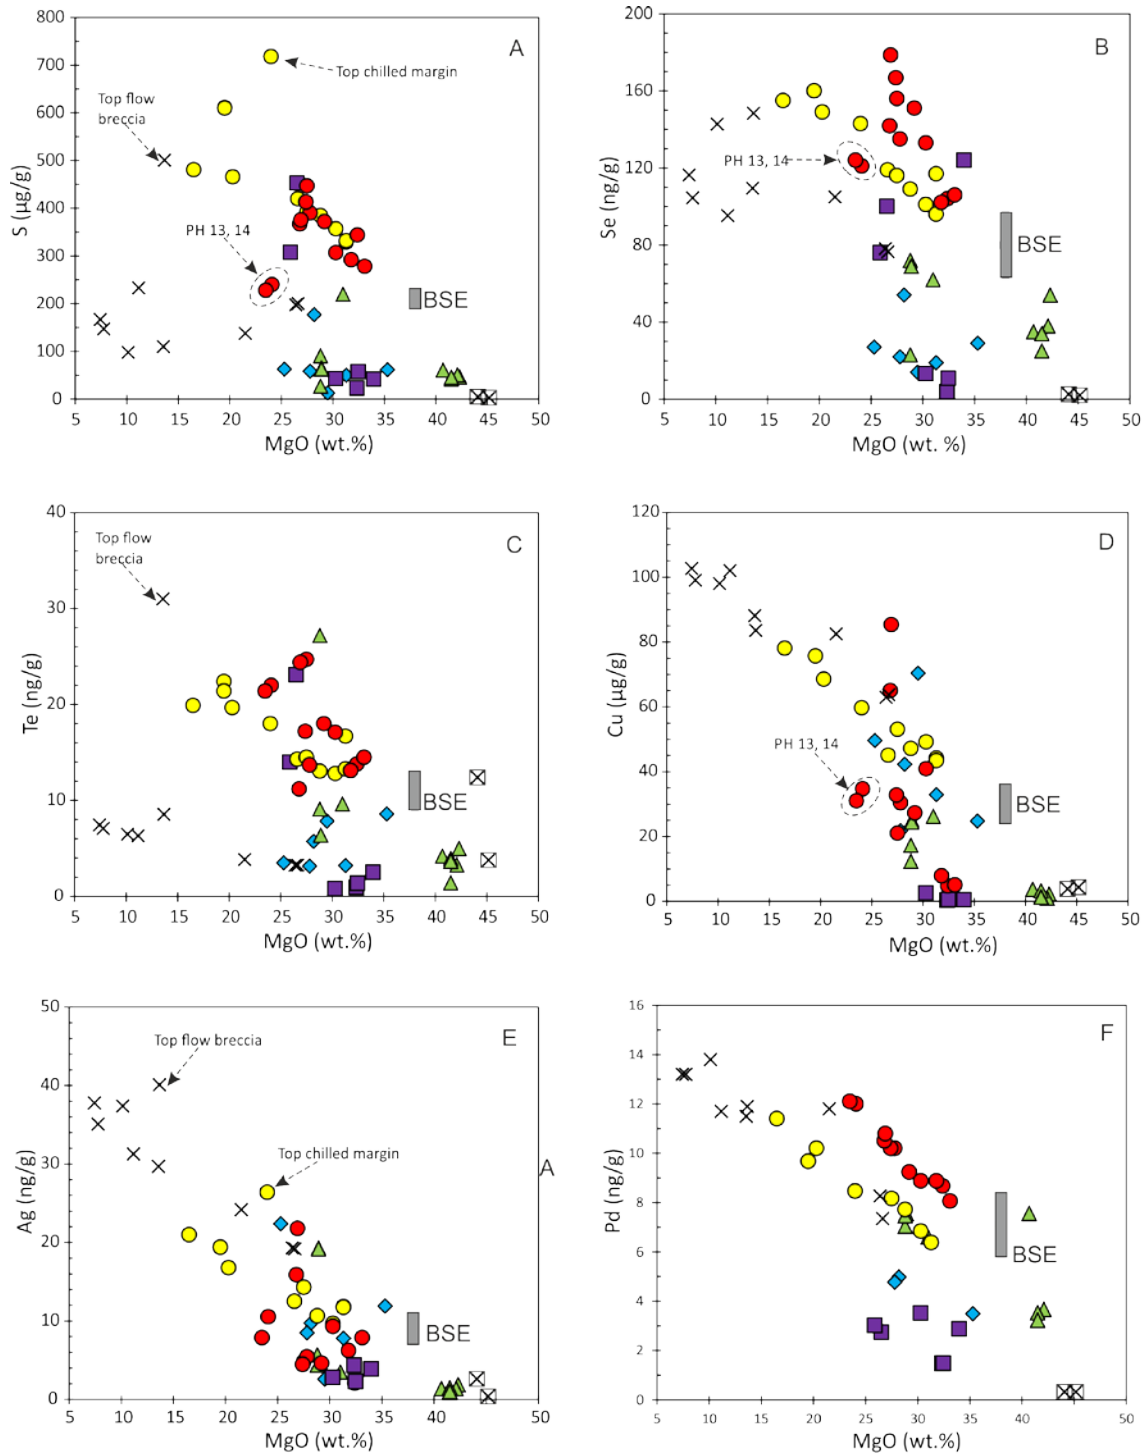 800
700
600
500
400
300
200
100
0
S (µg/g)
A
Top chilled margin
Top flow
breccia
PH 13, 14
BSE
5 10 15 20 25 30 35 40 45 50
MgO (wt.%)
200
160
120
80
40
0
Se (ng/g)
B
PH 13, 14
BSE
5 10 15 20 25 30 35 40 45 50
MgO (wt. %)
40
30
20
10
0
Te (ng/g)
C
Top flow
breccia
BSE
5 10 15 20 25 30 35 40 45 50
MgO (wt.%)
120
100
80
60
40
20
0
Cu (µg/g)
D
PH 13, 14
BSE
5 10 15 20 25 30 35 40 45 50
MgO (wt.%)
50
40
30
20
10
0
Ag (ng/g)
E
Top flow breccia
Top chilled margin
A
BSE
5 10 15 20 25 30 35 40 45 50
MgO (wt.%)
16
14
12
10
8
6
4
2
0
Pd (ng/g)
F
BSE
5 10 15 20 25 30 35 40 45 50
MgO (wt.%)